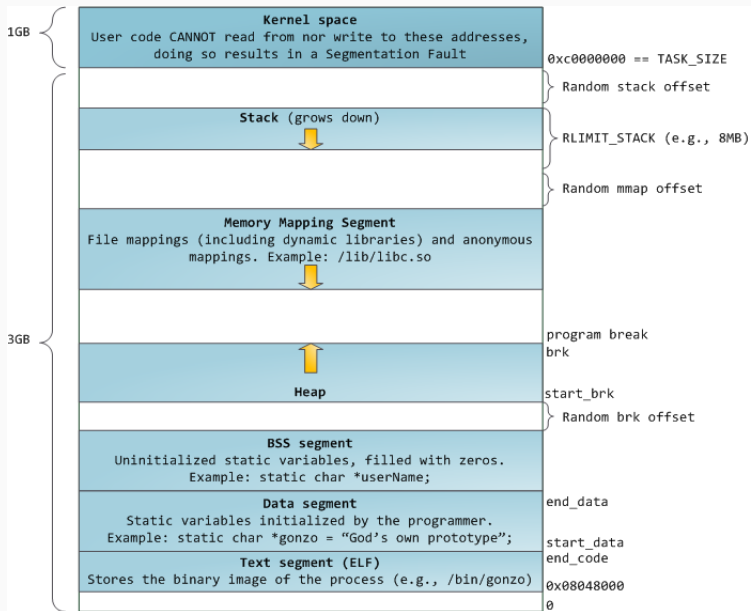 Kernel space
1GB
User code CANNOT read from nor write to these addresses,
doing so results in a Segmentation Fault
0xc0000000 == TASK_SIZE
Random stack offset
Stack (grows down)
RLIMIT_STACK (e.g., 8MB)
Random mmap offset
Memory Mapping Segment
File mappings (including dynamic libraries) and anonymous
mappings. Example: /lib/libc.so
program break
3GB
brk
Heap
start_brk
Random brk offset
BSS segment
Uninitialized static variables, filled with zeros.
Example: static char *userName;
Data segment
end_data
Static variables initialized by the programmer.
Example: static char *gonzo = “God’s own prototype”;
start_data
end_code
Text segment (ELF)
Stores the binary image of the process (e.g., /bin/gonzo)
0x08048000
0